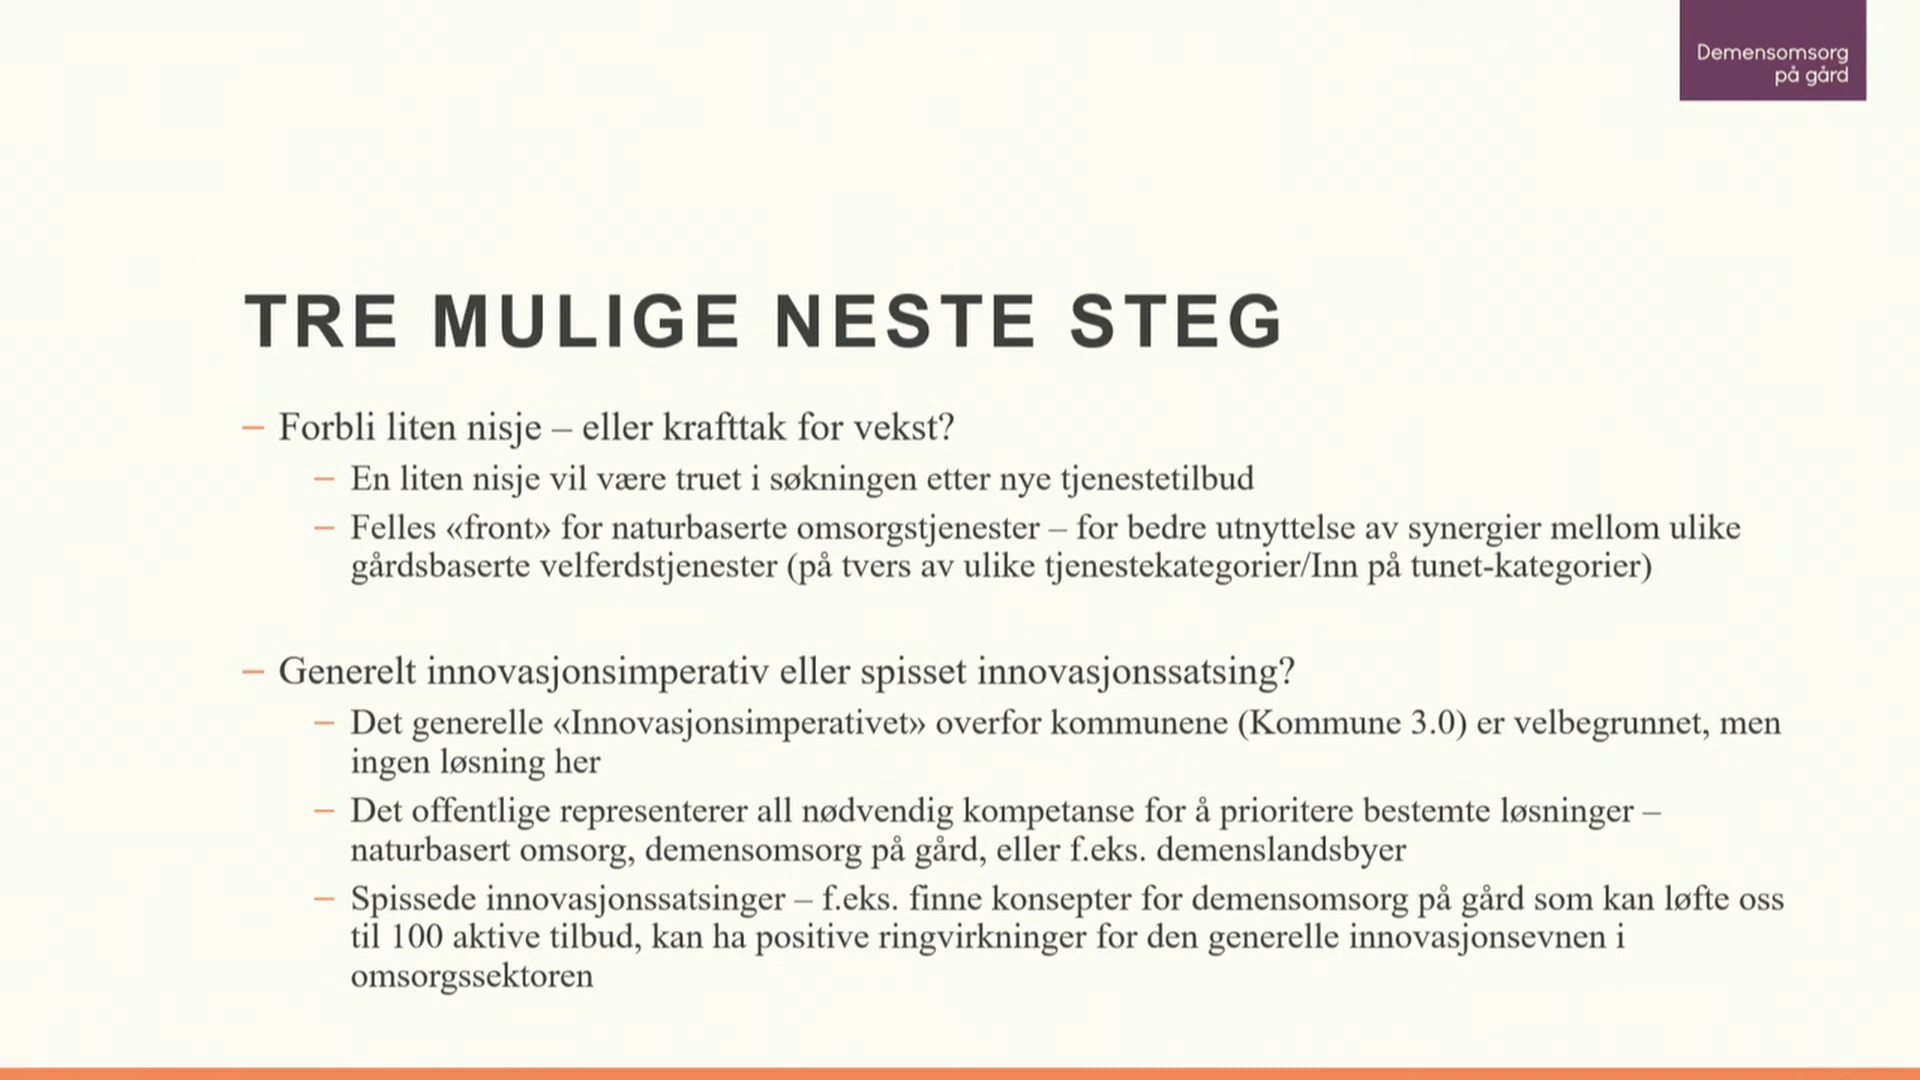 Demensomsorg
på gård
TRE MULIGE NESTE STEG
– Forbli liten nisje – eller krafttak for vekst?
– En liten nisje vil være truet i søkningen etter nye tjenestetilbud
– Felles «front» for naturbaserte omsorgstjenester – for bedre utnyttelse av synergier mellom ulike
gårdsbaserte velferdstjenester (på tvers av ulike tjenestekategorier/Inn på tunet-kategorier)
– Generelt innovasjonsimperativ eller spisset innovasjonssatsing?
– Det generelle «Innovasjonsimperativet» overfor kommunene (Kommune 3.0) er velbegrunnet, men
ingen løsning her
– Det offentlige representerer all nødvendig kompetanse for å prioritere bestemte løsninger –
naturbasert omsorg, demensomsorg på gård, eller f.eks. demenslandsbyer
– Spissede innovasjonssatsinger – f.eks. finne konsepter for demensomsorg på gård som kan løfte oss
til 100 aktive tilbud, kan ha positive ringvirkninger for den generelle innovasjonsevnen i
omsorgssektoren